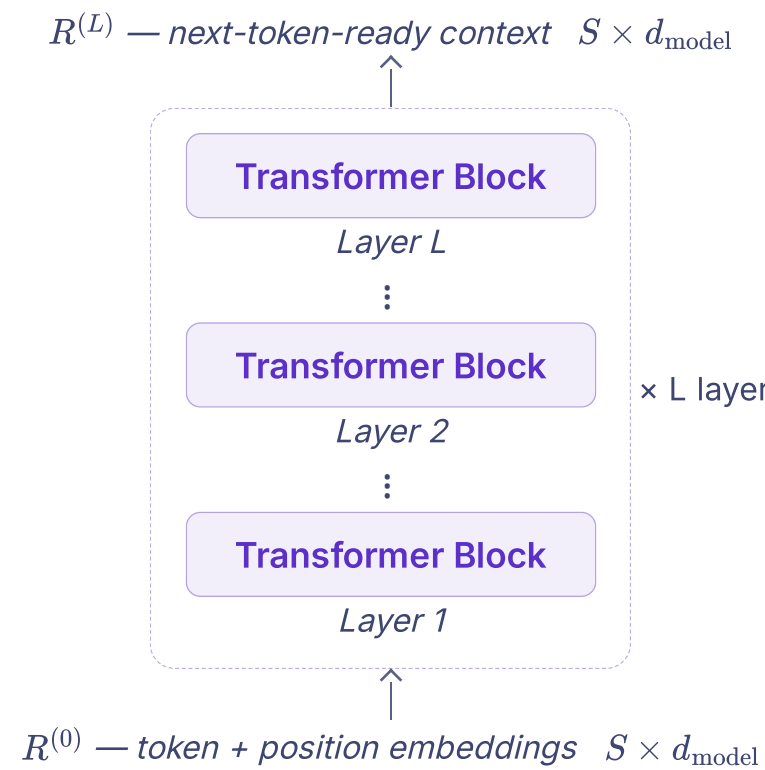 R^(L) — next-token-ready context S × d_model
Transformer Block
Layer L
⋮
Transformer Block
Layer 2
× L layer
⋮
Transformer Block
Layer 1
R^(0) — token + position embeddings S × d_model